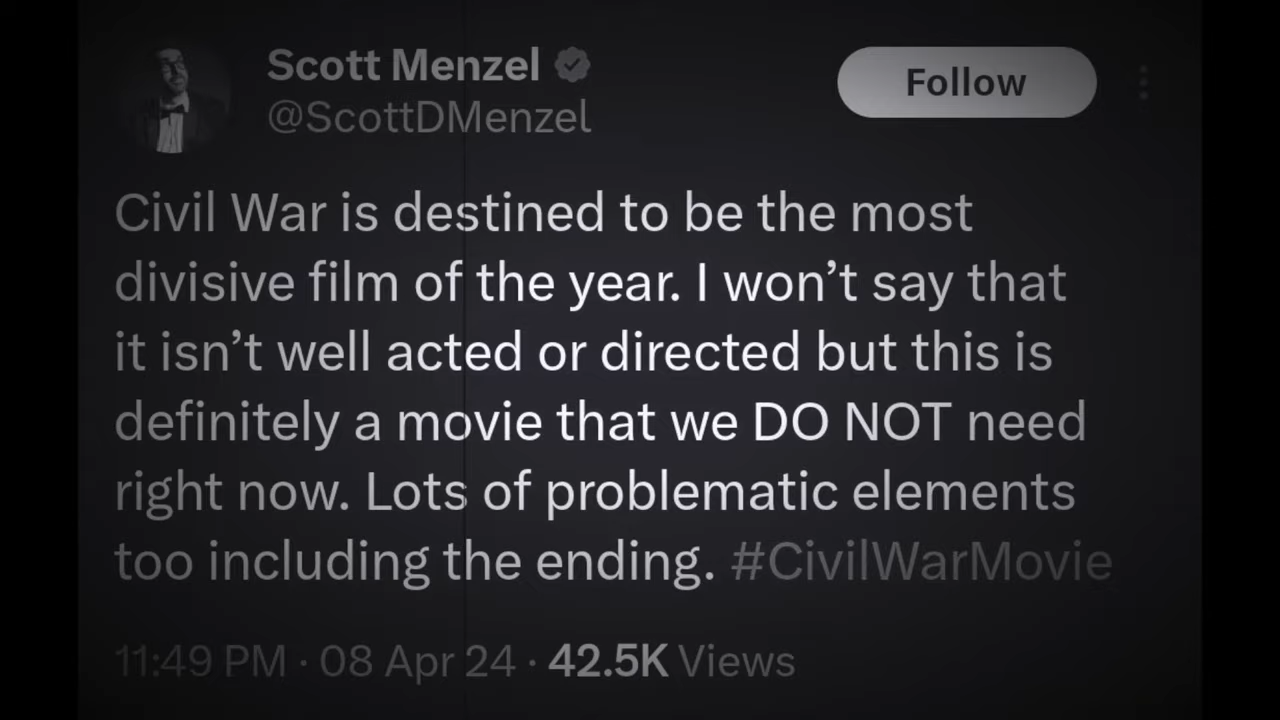 Scott Menzel
@ScottDMenzel
Follow
Civil War is destined to be the most
divisive film of the year. I won’t say that
it isn’t well acted or directed but this is
definitely a movie that we DO NOT need
right now. Lots of problematic elements
too including the ending. #CivilWarMovie
11:49 PM · 08 Apr 24 · 42.5K Views